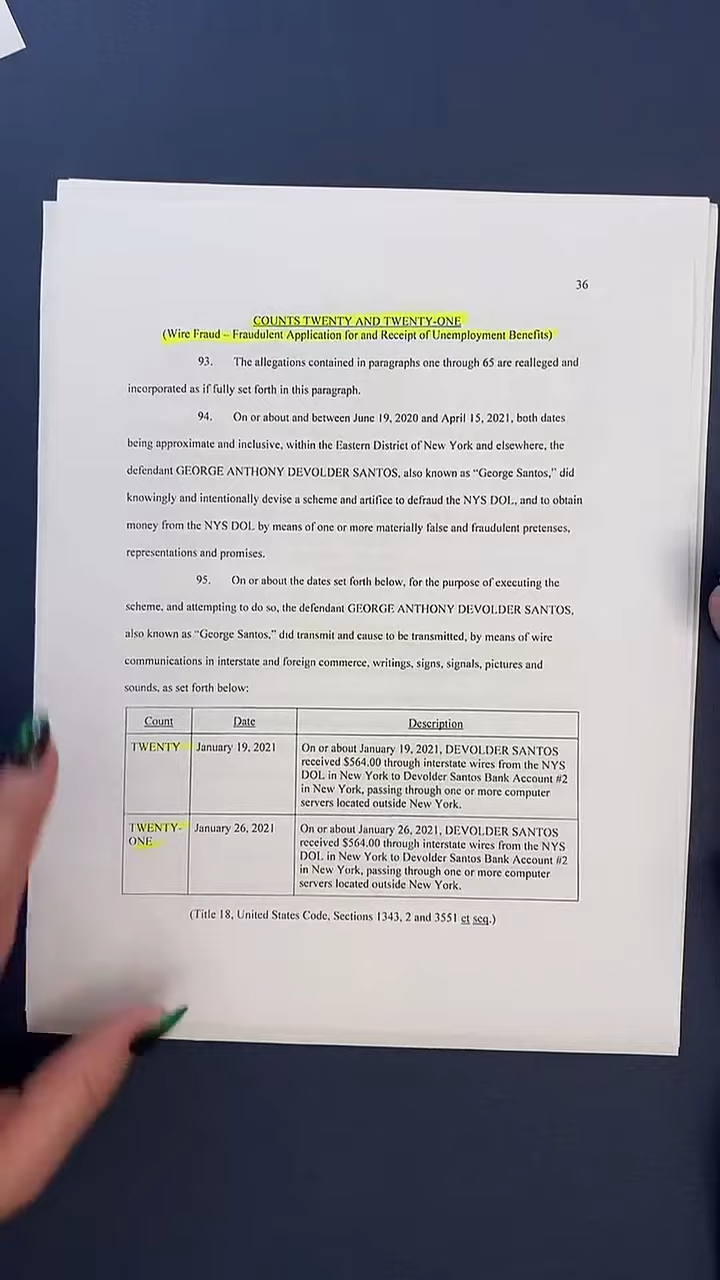 36
COUNTS TWENTY AND TWENTY-ONE
(Wire Fraud – Fraudulent Application for and Receipt of Unemployment Benefits)
93. The allegations contained in paragraphs one through 65 are realleged and
incorporated as if fully set forth in this paragraph.
94. On or about and between June 19, 2020 and April 15, 2021, both dates
being approximate and inclusive, within the Eastern District of New York and elsewhere, the
defendant GEORGE ANTHONY DEVOLDER SANTOS, also known as “George Santos,” did
knowingly and intentionally devise a scheme and artifice to defraud the NYS DOL, and to obtain
money from the NYS DOL by means of one or more materially false and fraudulent pretenses,
representations and promises.
95. On or about the dates set forth below, for the purpose of executing the
scheme, and attempting to do so, the defendant GEORGE ANTHONY DEVOLDER SANTOS,
also known as “George Santos,” did transmit and cause to be transmitted, by means of wire
communications in interstate and foreign commerce, writings, signs, signals, pictures and
sounds, as set forth below:
Count Date Description
TWENTY January 19, 2021 On or about January 19, 2021, DEVOLDER SANTOS
received $564.00 through interstate wires from the NYS
DOL in New York to Devolder Santos Bank Account #2
in New York, passing through one or more computer
servers located outside New York.
TWENTY- January 26, 2021 On or about January 26, 2021, DEVOLDER SANTOS
ONE received $564.00 through interstate wires from the NYS
DOL in New York to Devolder Santos Bank Account #2
in New York, passing through one or more computer
servers located outside New York.
(Title 18, United States Code, Sections 1343, 2 and 3551 et seq.)